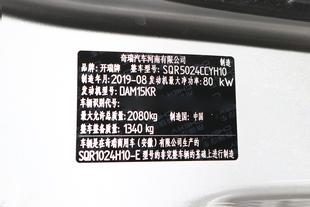 奇瑞汽车河南有限公司 制造
品牌：开瑞牌 整车型号：SQR5024CCYH10
制造年月：2019-08 发动机最大净功率：80 kW
发动机型号：DAM15KR
车辆识别代号：
最大允许总质量：2080kg 制造国：中国
整车整备质量：1340 kg
车辆是在奇瑞商用车（安徽）有限公司生产的
SQR1024H10-E 型号的非完整车辆的基础上进行制造